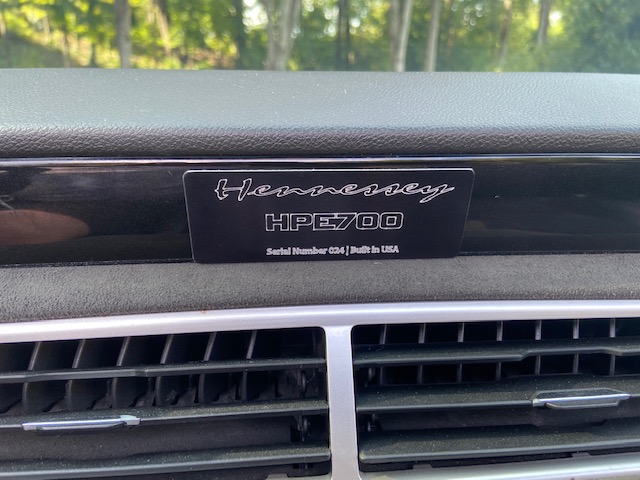 Hennessey
HPE700
Serial Number 024 | Built in USA